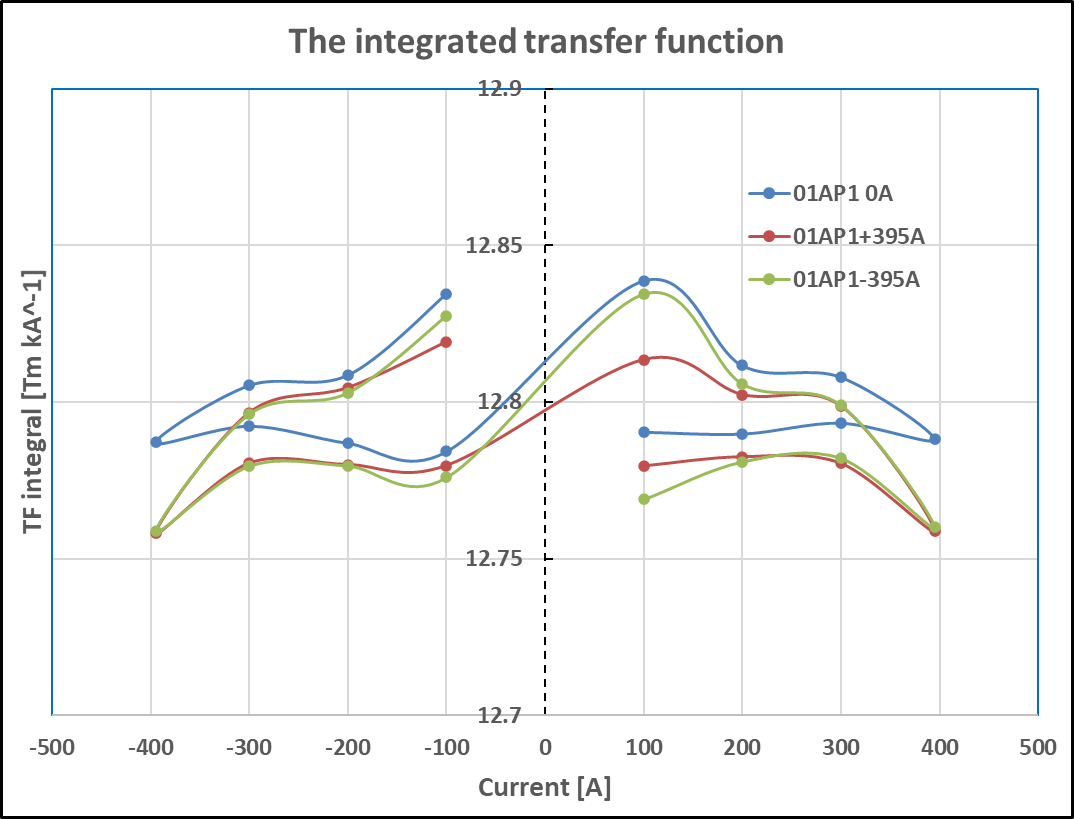 The integrated transfer function
12.9
01AP1 0A
01AP1+395A
12.85
01AP1-395A
TF integral [Tm kA^-1]
12.8
12.75
12.7
-500 -400 -300 -200 -100 0 100 200 300 400 500
Current [A]